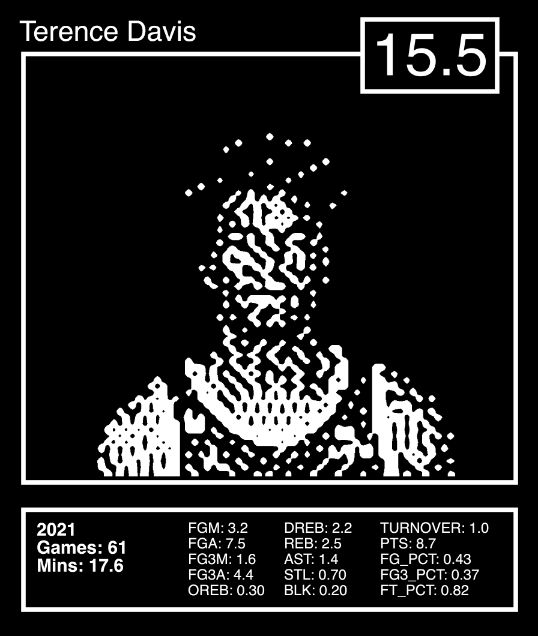 Terence Davis
15.5
2021
Games: 61
Mins: 17.6
FGM: 3.2
FGA: 7.5
FG3M: 1.6
FG3A: 4.4
OREB: 0.30
DREB: 2.2
REB: 2.5
AST: 1.4
STL: 0.70
BLK: 0.20
TURNOVER: 1.0
PTS: 8.7
FG_PCT: 0.43
FG3_PCT: 0.37
FT_PCT: 0.82